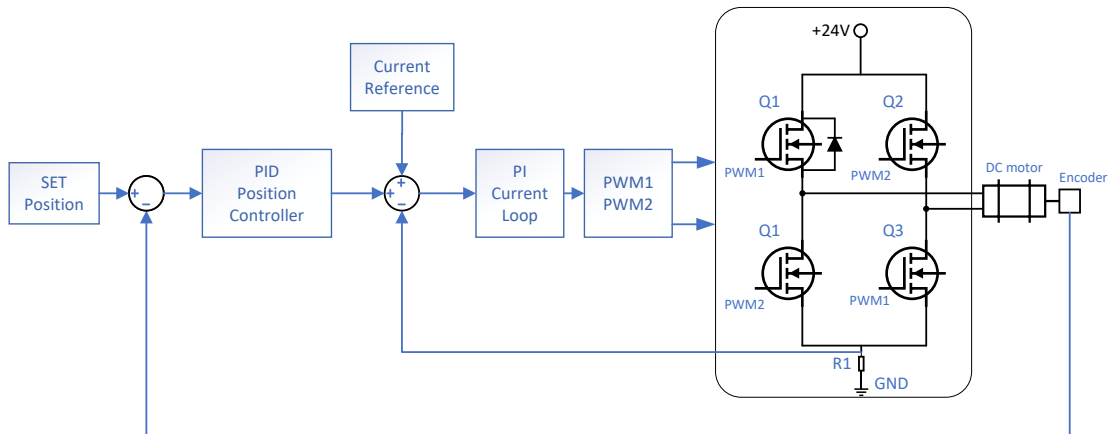 +24V
Current
Reference
Q1
Q2
PWM1
PWM2
SET
Position
+
−
PID
Position
Controller
+
+
−
PI
Current
Loop
PWM1
PWM2
DC motor
Encoder
Q1
Q3
PWM2
PWM1
R1
GND